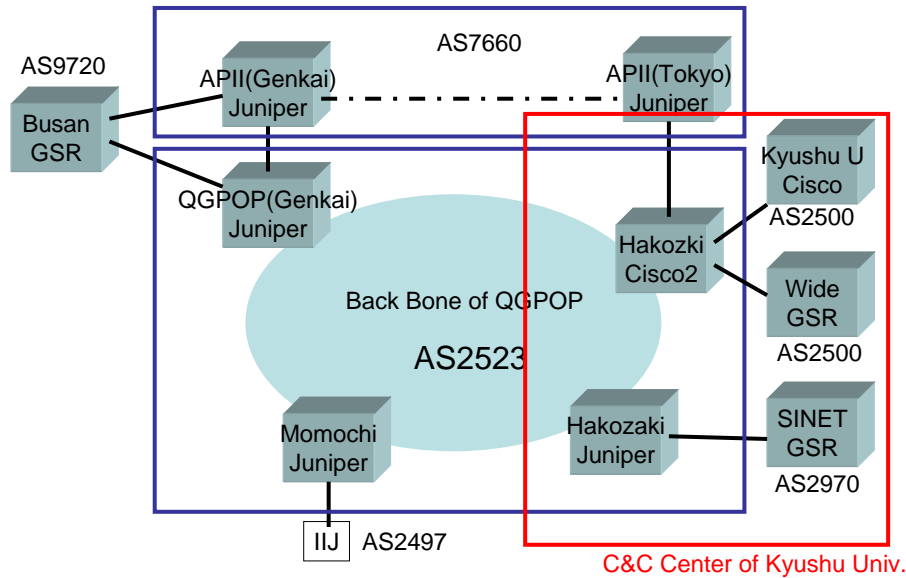 AS7660
AS9720
APII(Genkai)
Juniper
APII(Tokyo)
Juniper
Busan
GSR
Kyushu U
Cisco
AS2500
QGPOP(Genkai)
Juniper
Hakozki
Cisco2
Wide
GSR
AS2500
Back Bone of QGPOP
AS2523
Momochi
Juniper
Hakozaki
Juniper
SINET
GSR
AS2970
IIJ
AS2497
C&C Center of Kyushu Univ.